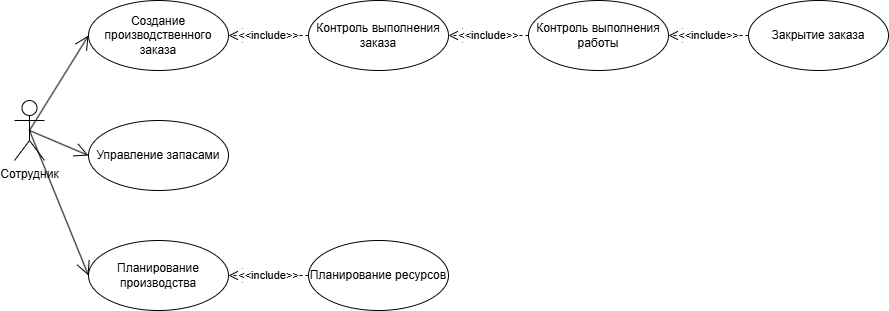 Создание
производственного
заказа
<<include>>
Контроль выполнения
заказа
<<include>>
Контроль выполнения
работы
<<include>>
Закрытие заказа
Сотрудник
Управление запасами
Планирование
производства
<<include>>
Планирование ресурсов